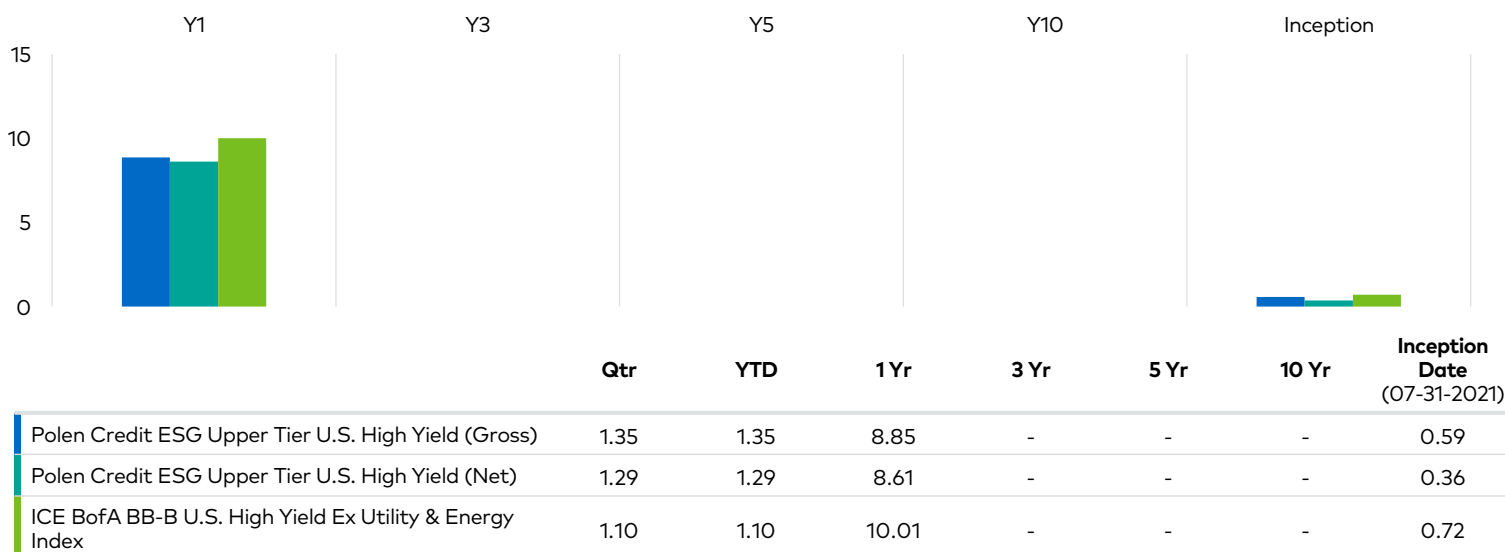 Y1 Y3 Y5 Y10 Inception
15
10
5
0
Qtr YTD 1 Yr 3 Yr 5 Yr 10 Yr Inception
Date
(07-31-2021)
Polen Credit ESG Upper Tier U.S. High Yield (Gross) 1.35 1.35 8.85 - - - 0.59
Polen Credit ESG Upper Tier U.S. High Yield (Net) 1.29 1.29 8.61 - - - 0.36
ICE BofA BB-B U.S. High Yield Ex Utility & Energy
Index 1.10 1.10 10.01 - - - 0.72